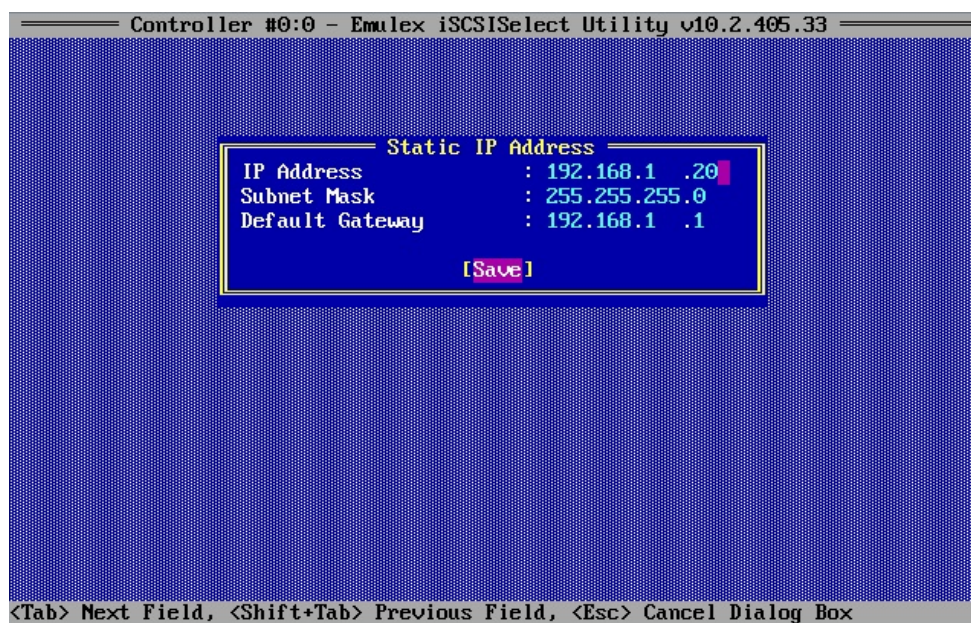 Controller #0:0 - Emulex iSCSISelect Utility v10.2.405.33
Static IP Address
IP Address : 192.168.1 .20
Subnet Mask : 255.255.255.0
Default Gateway : 192.168.1 .1
[Save]
<Tab> Next Field, <Shift+Tab> Previous Field, <Esc> Cancel Dialog Box